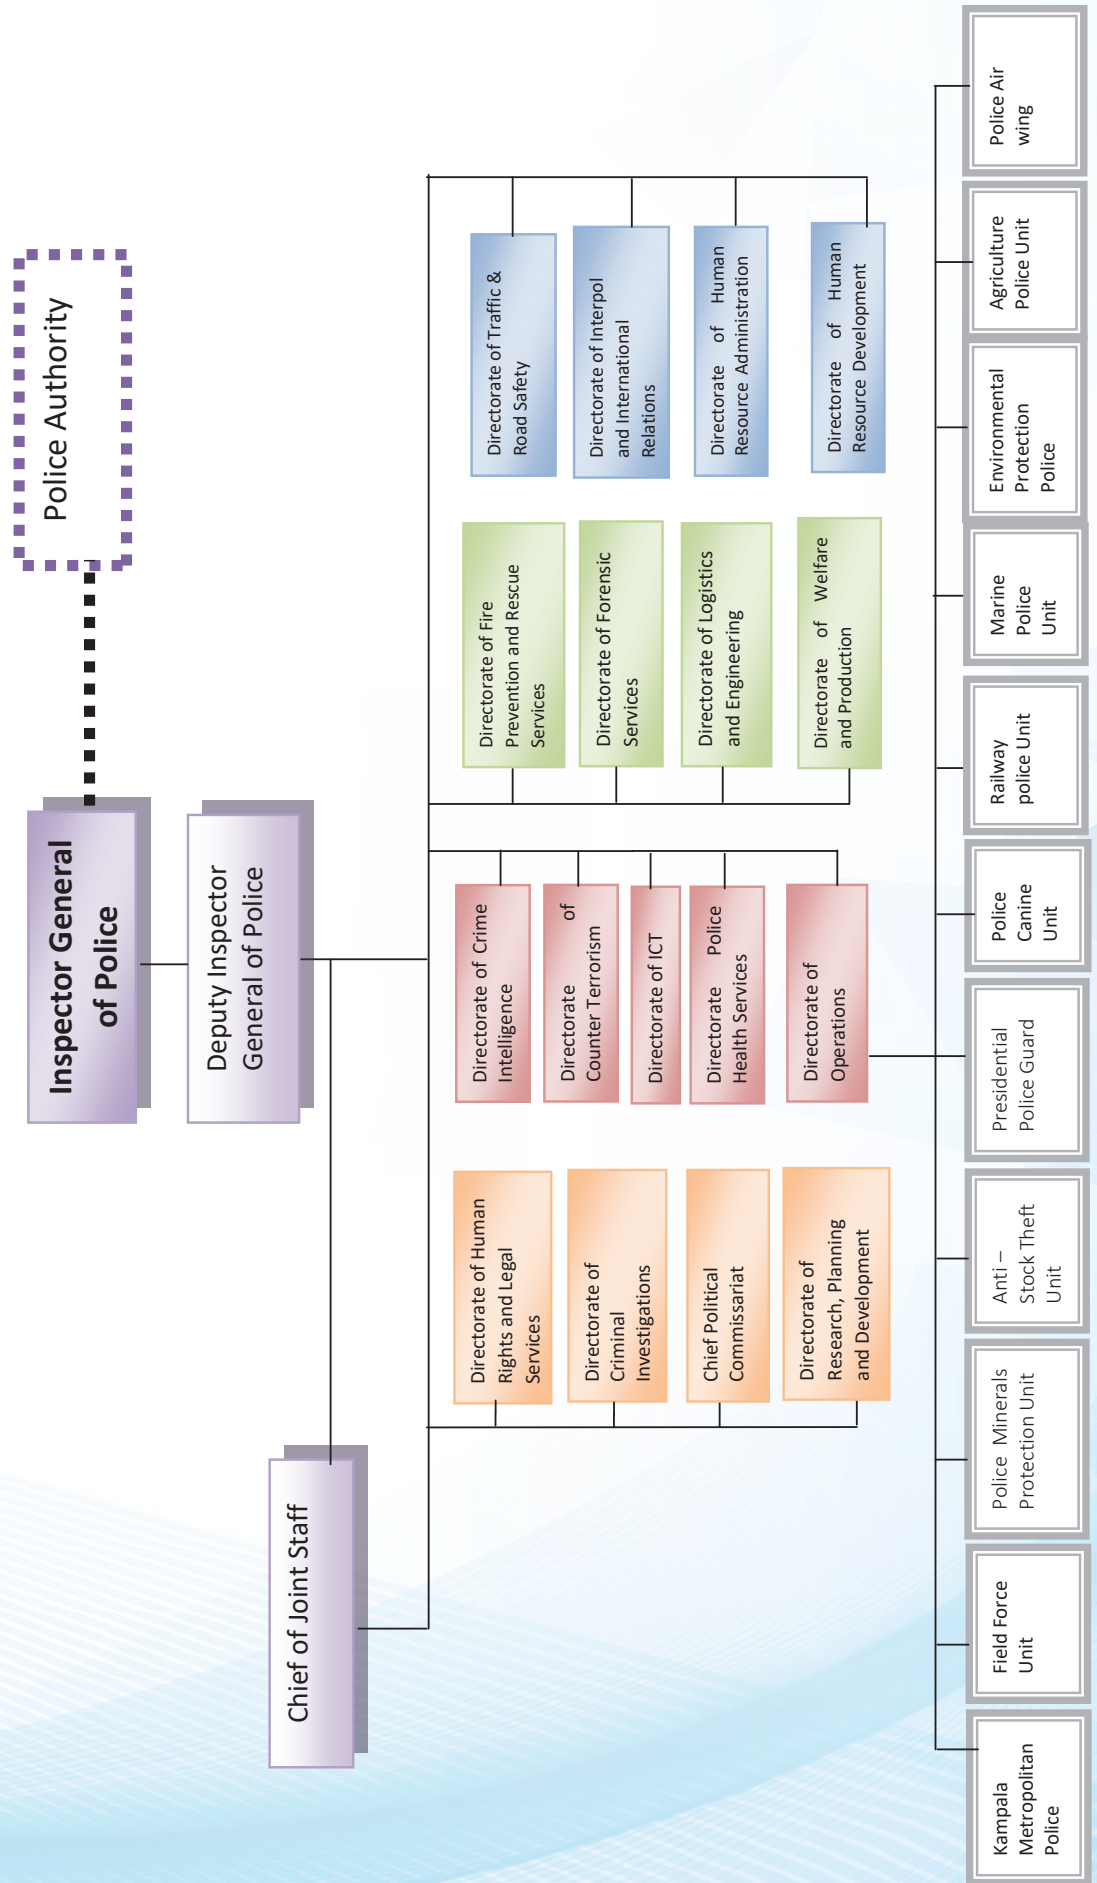 Police Authority
Inspector General
of Police
Deputy Inspector
General of Police
Chief of Joint Staff
Directorate of Human
Rights and Legal
Services
Directorate of
Criminal
Investigations
Chief Political
Commissariat
Directorate of
Research, Planning
and Development
Directorate of Crime
Intelligence
Directorate of
Counter Terrorism
Directorate of ICT
Directorate Police
Health Services
Directorate of
Operations
Directorate of Fire
Prevention and Rescue
Services
Directorate of Forensic
Services
Directorate of Logistics
and Engineering
Directorate of Welfare
and Production
Directorate of Traffic &
Road Safety
Directorate of Interpol
and International
Relations
Directorate of Human
Resource Administration
Directorate of Human
Resource Development
Kampala
Metropolitan
Police
Field Force
Unit
Police Minerals
Protection Unit
Anti –
Stock Theft
Unit
Presidential
Police Guard
Police
Canine
Unit
Railway
police Unit
Marine
Police
Unit
Environmental
Protection
Police
Agriculture
Police Unit
Police Air
wing